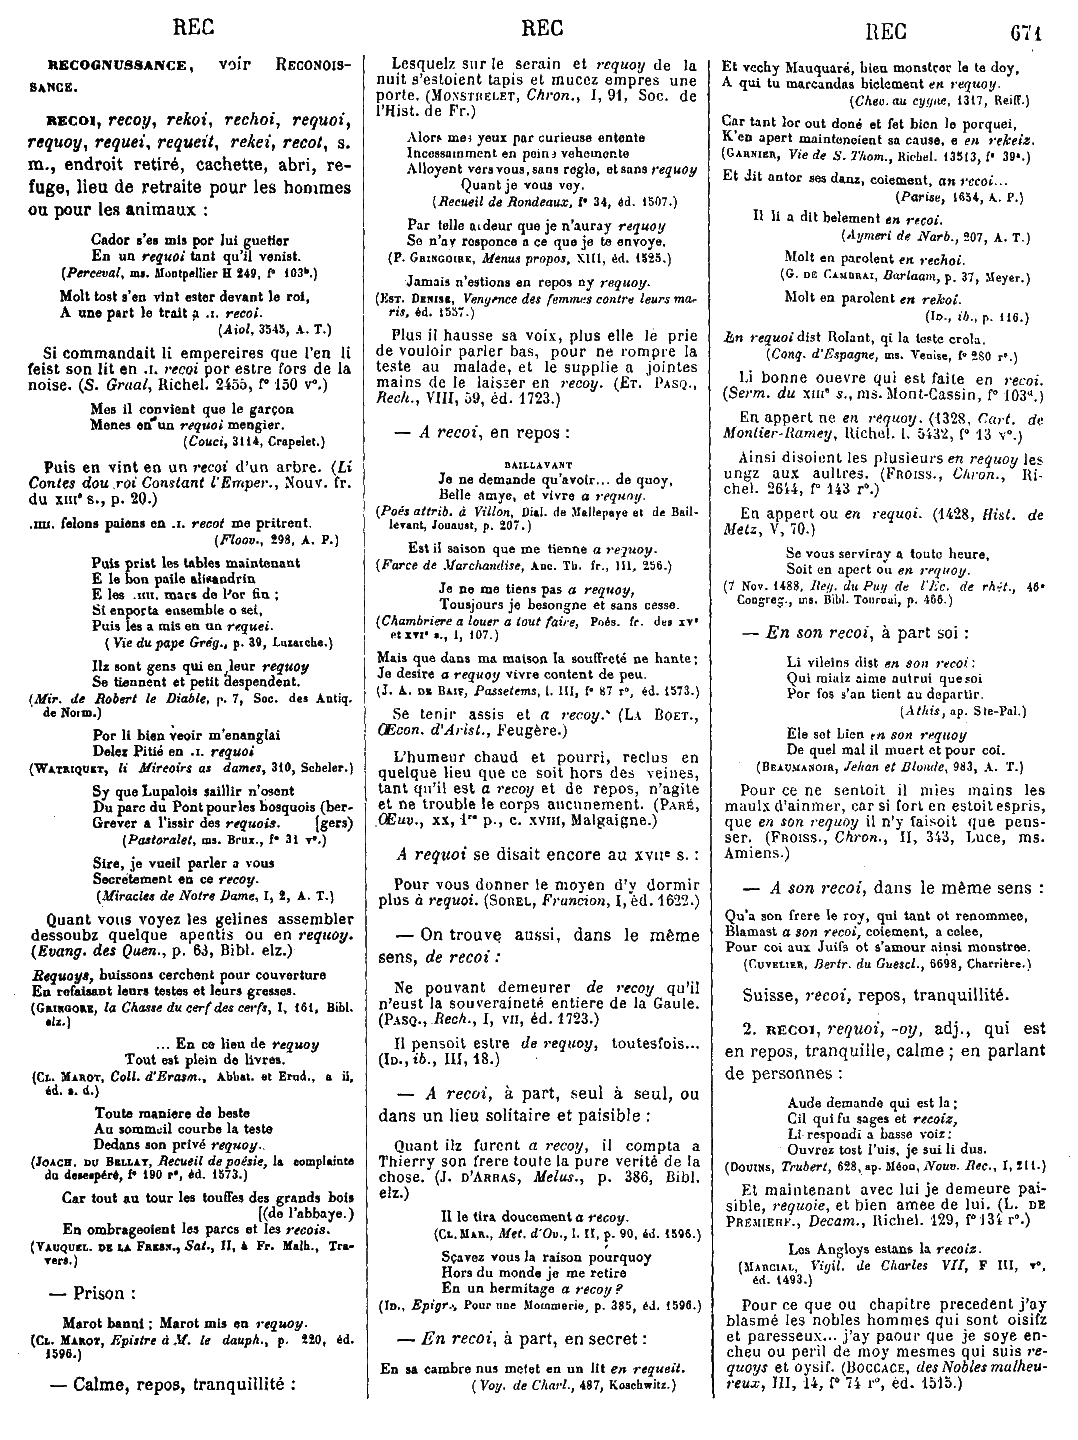 REC
REC
REC 671
RECOGNUSSANCE, voir RECONOIS-
SANCE.
RECOI, recoy, rekoi, rechoi, requoi,
requoy, requei, requeit, rekei, recot, s.
m., endroit retiré, cachette, abri, re-
fuge, lieu de retraite pour les hommes
ou pour les animaux :
Cador s'es mis por lui guetier
En un requoi tant qu'il venist.
(Perceval, ms. Montpellier H 249, f° 103b.)
Molt tost s'en vint ester devant le roi,
A une part le trait a .I. recoi.
(Aiol, 3545, A. T.)
Si commandait li empereires que l'en li
feist son lit en .I. recoi por estre fors de la
noise. (S. Graal, Richel. 2455, f° 150 v°.)
Mes il convient que le garçon
Menes en un requoi mengier.
(Couci, 3114, Crapelet.)
Puis en vint en un recoi d'un arbre. (Li
Contes dou roi Constant l'Emper., Nouv. fr.
du XIII° s., p. 20.)
.IIII. felons paiens en .I. recot me pritrent.
(Floov., 298, A. P.)
Puis prist les tables maintenant
E le bon paile alisandrin
E les .IIII. mars de l'or fin ;
Si enporta ensemble o sei,
Puis les a mis en un requei.
(Vie du pape Grég., p. 39, Luzarche.)
Ilz sont gens qui en leur requoy
Se tiennent et petit despendent.
(Mir. de Robert le Diable, p. 7, Soc. des Antiq.
de Norm.)
Por li bien veoir m'enanglai
Delez Pitié en .I. requoi
(WATRIQUET, li Mireoirs as dames, 310, Scheler.)
Sy que Lupalois saillir n'osent
Du parc du Pont pour les bosquois (ber-
Grever a l'issir des requois. [gers)
(Pastoralet, ms. Brux., f° 31 v°.)
Sire, je vueil parler a vous
Secretement en ce recoy.
(Miracles de Notre Dame, I, 2, A. T.)
Quant vous voyez les gelines assembler
dessoubz quelque apentis ou en requoy.
(Evang. des Quen., p. 63, Bibl. elz.)
Requoys, buissons cerchent pour couverture
En refaisant leurs testes et leurs gresses.
(GRINGORE, la Chasse du cerf des cerfs, I, 161, Bibl.
elz.)
... En ce lieu de requoy
Tout est plein de livres.
(CL. MAROT, Coll. d'Erasm., Abbat. et Erud., a ii,
éd. s. d.)
Toute maniere de beste
Au sommeil courbe la teste
Dedans son privé requoy.
(JOACH. DU BELLAY, Recueil de poésie, la complainte
du desespéré, f° 190 r°, éd. 1573.)
Car tout au tour les touffes des grands bois
[(de l'abbaye.)
En ombrageoient les parcs et les recois.
(VAUQUEL. DE LA FRESN., Sat., II, à Fr. Malh., Tra-
vers.)
— Prison :
Marot banni ; Marot mis en requoy.
(CL. MAROT, Epistre à M. le dauph., p. 220, éd.
1596.)
— Calme, repos, tranquillité :
Lesquelz sur le serain et requoy de la
nuit s'estoient tapis et mucez empres une
porte. (MONSTRELET, Chron., I, 91, Soc. de
l'Hist. de Fr.)
Alors mes yeux par curieuse entente
Incessamment en peine vehemente
Alloyent vers vous, sans regle, et sans requoy
Quant je vous voy.
(Recueil de Rondeaux, f° 34, éd. 1507.)
Par telle ardeur que je n'auray requoy
Se n'ay responce a ce que je te envoye.
(P. GRINGOIRE, Menus propos, XIII, éd. 1525.)
Jamais n'estions en repos ny requoy.
(EST. DENISE, Vengence des femmes contre leurs ma-
ris, éd. 1557.)
Plus il hausse sa voix, plus elle le prie
de vouloir parler bas, pour ne rompre la
teste au malade, et le supplie a jointes
mains de le laisser en recoy. (ET. PASQ.,
Rech., VIII, 59, éd. 1723.)
— A recoi, en repos :
BAILLAVANT
Je ne demande qu'avoir... de quoy,
Belle amye, et vivre a requoy.
(Poés attrib. à Villon, Dial. de Mallepaye et de Bail-
levant, Jouaust, p. 207.)
Est il saison que me tienne a requoy.
(Farce de Marchandise, Anc. Th. fr., III, 256.)
Je ne me tiens pas a requoy,
Tousjours je besongne et sans cesse.
(Chambriere a louer a tout faire, Poés. fr. des XV°
et XVI° s., I, 107.)
Mais que dans ma maison la souffreté ne hante ;
Je desire a requoy vivre content de peu.
(J. A. DE BAIF, Passetems, l. III, f° 87 r°, éd. 1573.)
Se tenir assis et a recoy. (LA BOET.,
Œcon. d'Arist., Feugère.)
L'humeur chaud et pourri, reclus en
quelque lieu que ce soit hors des veines,
tant qu'il est a recoy et de repos, n'agite
et ne trouble le corps aucunement. (PARÉ,
Œuv., XX, 1re p., c. XVIII, Malgaigne.)
A requoi se disait encore au XVII° s. :
Pour vous donner le moyen d'y dormir
plus à requoi. (SOREL, Francion, I, éd. 1622.)
— On trouve aussi, dans le même
sens, de recoi :
Ne pouvant demeurer de recoy qu'il
n'eust la souveraineté entiere de la Gaule.
(PASQ., Rech., I, VII, éd. 1723.)
Il pensoit estre de requoy, toutesfois...
(ID., ib., III, 18.)
— A recoi, à part, seul à seul, ou
dans un lieu solitaire et paisible :
Quant ilz furent a recoy, il compta a
Thierry son frere toute la pure verité de la
chose. (J. D'ARRAS, Melus., p. 386, Bibl.
elz.)
Il le tira doucement a recoy.
(CL. MAR., Met. d'Ov., l. II, p. 90, éd. 1596.)
Sçavez vous la raison pourquoy
Hors du monde je me retire
En un hermitage a recoy ?
(ID., Epigr., Pour une Mommerie, p. 385, éd. 1596.)
— En recoi, à part, en secret :
En sa cambre nus metet en un lit en requeit.
(Voy. de Charl., 487, Koschwitz.)
Et vechy Mauquaré, bien monstrer le te doy,
A qui tu marcandas bielement en requoy.
(Chev. au cygne, 1317, Reiff.)
Car tant lor out doné et fet bien le porquei,
K'en apert maintenoient sa cause, e en rekeiz.
(GARNIER, Vie de S. Thom., Richel. 13513, f° 39a.)
Et dit antor ses danz, coiement, an recoi...
(Parise, 1654, A. P.)
Il li a dit belement en recoi.
(Aymeri de Narb., 207, A. T.)
Molt en parolent en rechoi.
(G. DE CAMBRAI, Barlaam, p. 37, Meyer.)
Molt en parolent en rekoi.
(ID., ib., p. 116.)
En requoi dist Rolant, qi la teste crola.
(Conq. d'Espagne, ms. Venise, f° 280 r°.)
Li bonne ouevre qui est faite en recoi.
(Serm. du XIII° s., ms. Mont-Cassin, f° 103d.)
En appert ne en requoy. (1328, Cart. de
Montier-Ramey, Richel. l. 5432, f° 13 v°.)
Ainsi disoient les plusieurs en requoy les
ungz aux aultres. (FROISS., Chron., Ri-
chel. 2644, f° 143 r°.)
En appert ou en requoi. (1428, Hist. de
Metz, V, 70.)
Se vous serviray a toute heure,
Soit en apert où en requoy.
(7 Nov. 1488, Reg. du Puy de l'Ec. de rhét., 46°
Congreg., ms. Bibl. Tournai, p. 466.)
— En son recoi, à part soi :
Li vileins dist en son recoi :
Qui mialz aime autrui que soi
Por fos s'an tient au departir.
(Athis, ap. Ste-Pal.)
Ele set bien en son requoy
De quel mal il muert et pour coi.
(BEAUMANOIR, Jehan et Blonde, 983, A. T.)
Pour ce ne sentoit il mies mains les
maulx d'ainmer, car si fort en estoit espris,
que en son requoy il n'y faisoit que pens-
ser. (FROISS., Chron., II, 343, Luce, ms.
Amiens.)
— A son recoi, dans le même sens :
Qu'a son frere le roy, qui tant ot renommee,
Blamast a son recoi, coiement, a celee,
Pour coi aux Juifs ot s'amour ainsi monstree.
(CUVELIER, Bertr. du Guescl., 6698, Charrière.)
Suisse, recoi, repos, tranquillité.
2. RECOI, requoi, -oy, adj., qui est
en repos, tranquille, calme ; en parlant
de personnes :
Aude demande qui est la ;
Cil qui fu sages et recoiz,
Li respondi a basse voiz :
Ouvrez tost l'uis, je sui li dus.
(DOUINS, Trubert, 628, ap. Méon, Nouv. Rec., I, 211.)
Et maintenant avec lui je demeure pai-
sible, requoie, et bien amee de lui. (L. DE
PREMIERF., Decam., Richel. 129, f° 134 r°.)
Les Angloys estans la recoiz.
(MARCIAL, Vigil. de Charles VII, F III, v°,
éd. 1493.)
Pour ce que ou chapitre precedent j'ay
blasmé les nobles hommes qui sont oisifz
et paresseux... j'ay paour que je soye en-
cheu ou peril de moy mesmes qui suis re-
quoys et oysif. (BOCCACE, des Nobles malheu-
reux, III, 14, f° 74 r°, éd. 1515.)